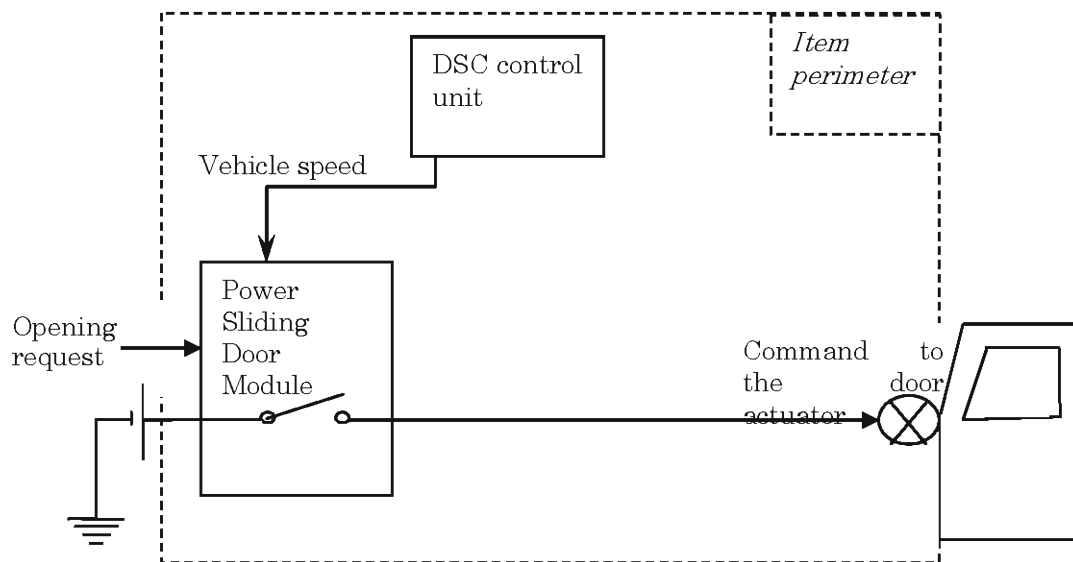 DSC control
unit
Item
perimeter
Vehicle speed
Power
Sliding
Door
Module
Opening
request
Command to
the door
actuator